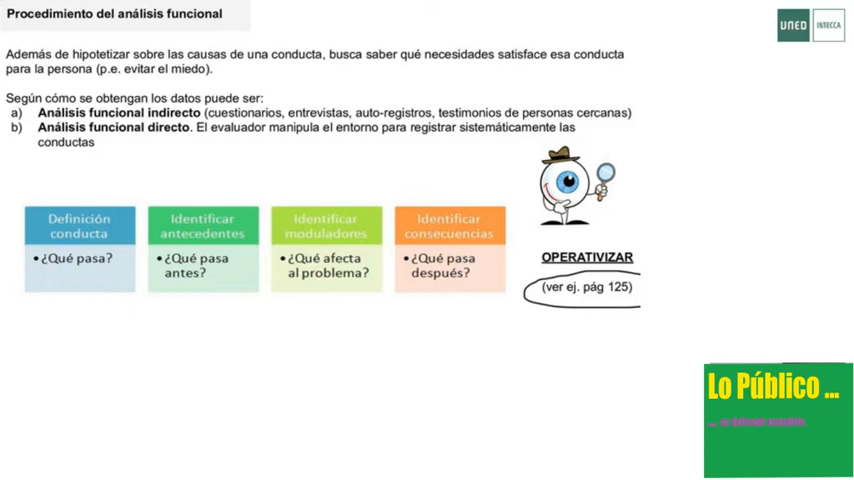 Procedimiento del análisis funcional
UNED
INTECCA
Además de hipotetizar sobre las causas de una conducta, busca saber qué necesidades satisface esa conducta
para la persona (p.e. evitar el miedo).
Según cómo se obtengan los datos puede ser:
a) Análisis funcional indirecto (cuestionarios, entrevistas, auto-registros, testimonios de personas cercanas)
b) Análisis funcional directo. El evaluador manipula el entorno para registrar sistemáticamente las
conductas
Definición
conducta
• ¿Qué pasa?
Identificar
antecedentes
• ¿Qué pasa
antes?
Identificar
moduladores
• ¿Qué afecta
al problema?
Identificar
consecuencias
• ¿Qué pasa
después?
OPERATIVIZAR
(ver ej. pág 125)
Lo Público ...